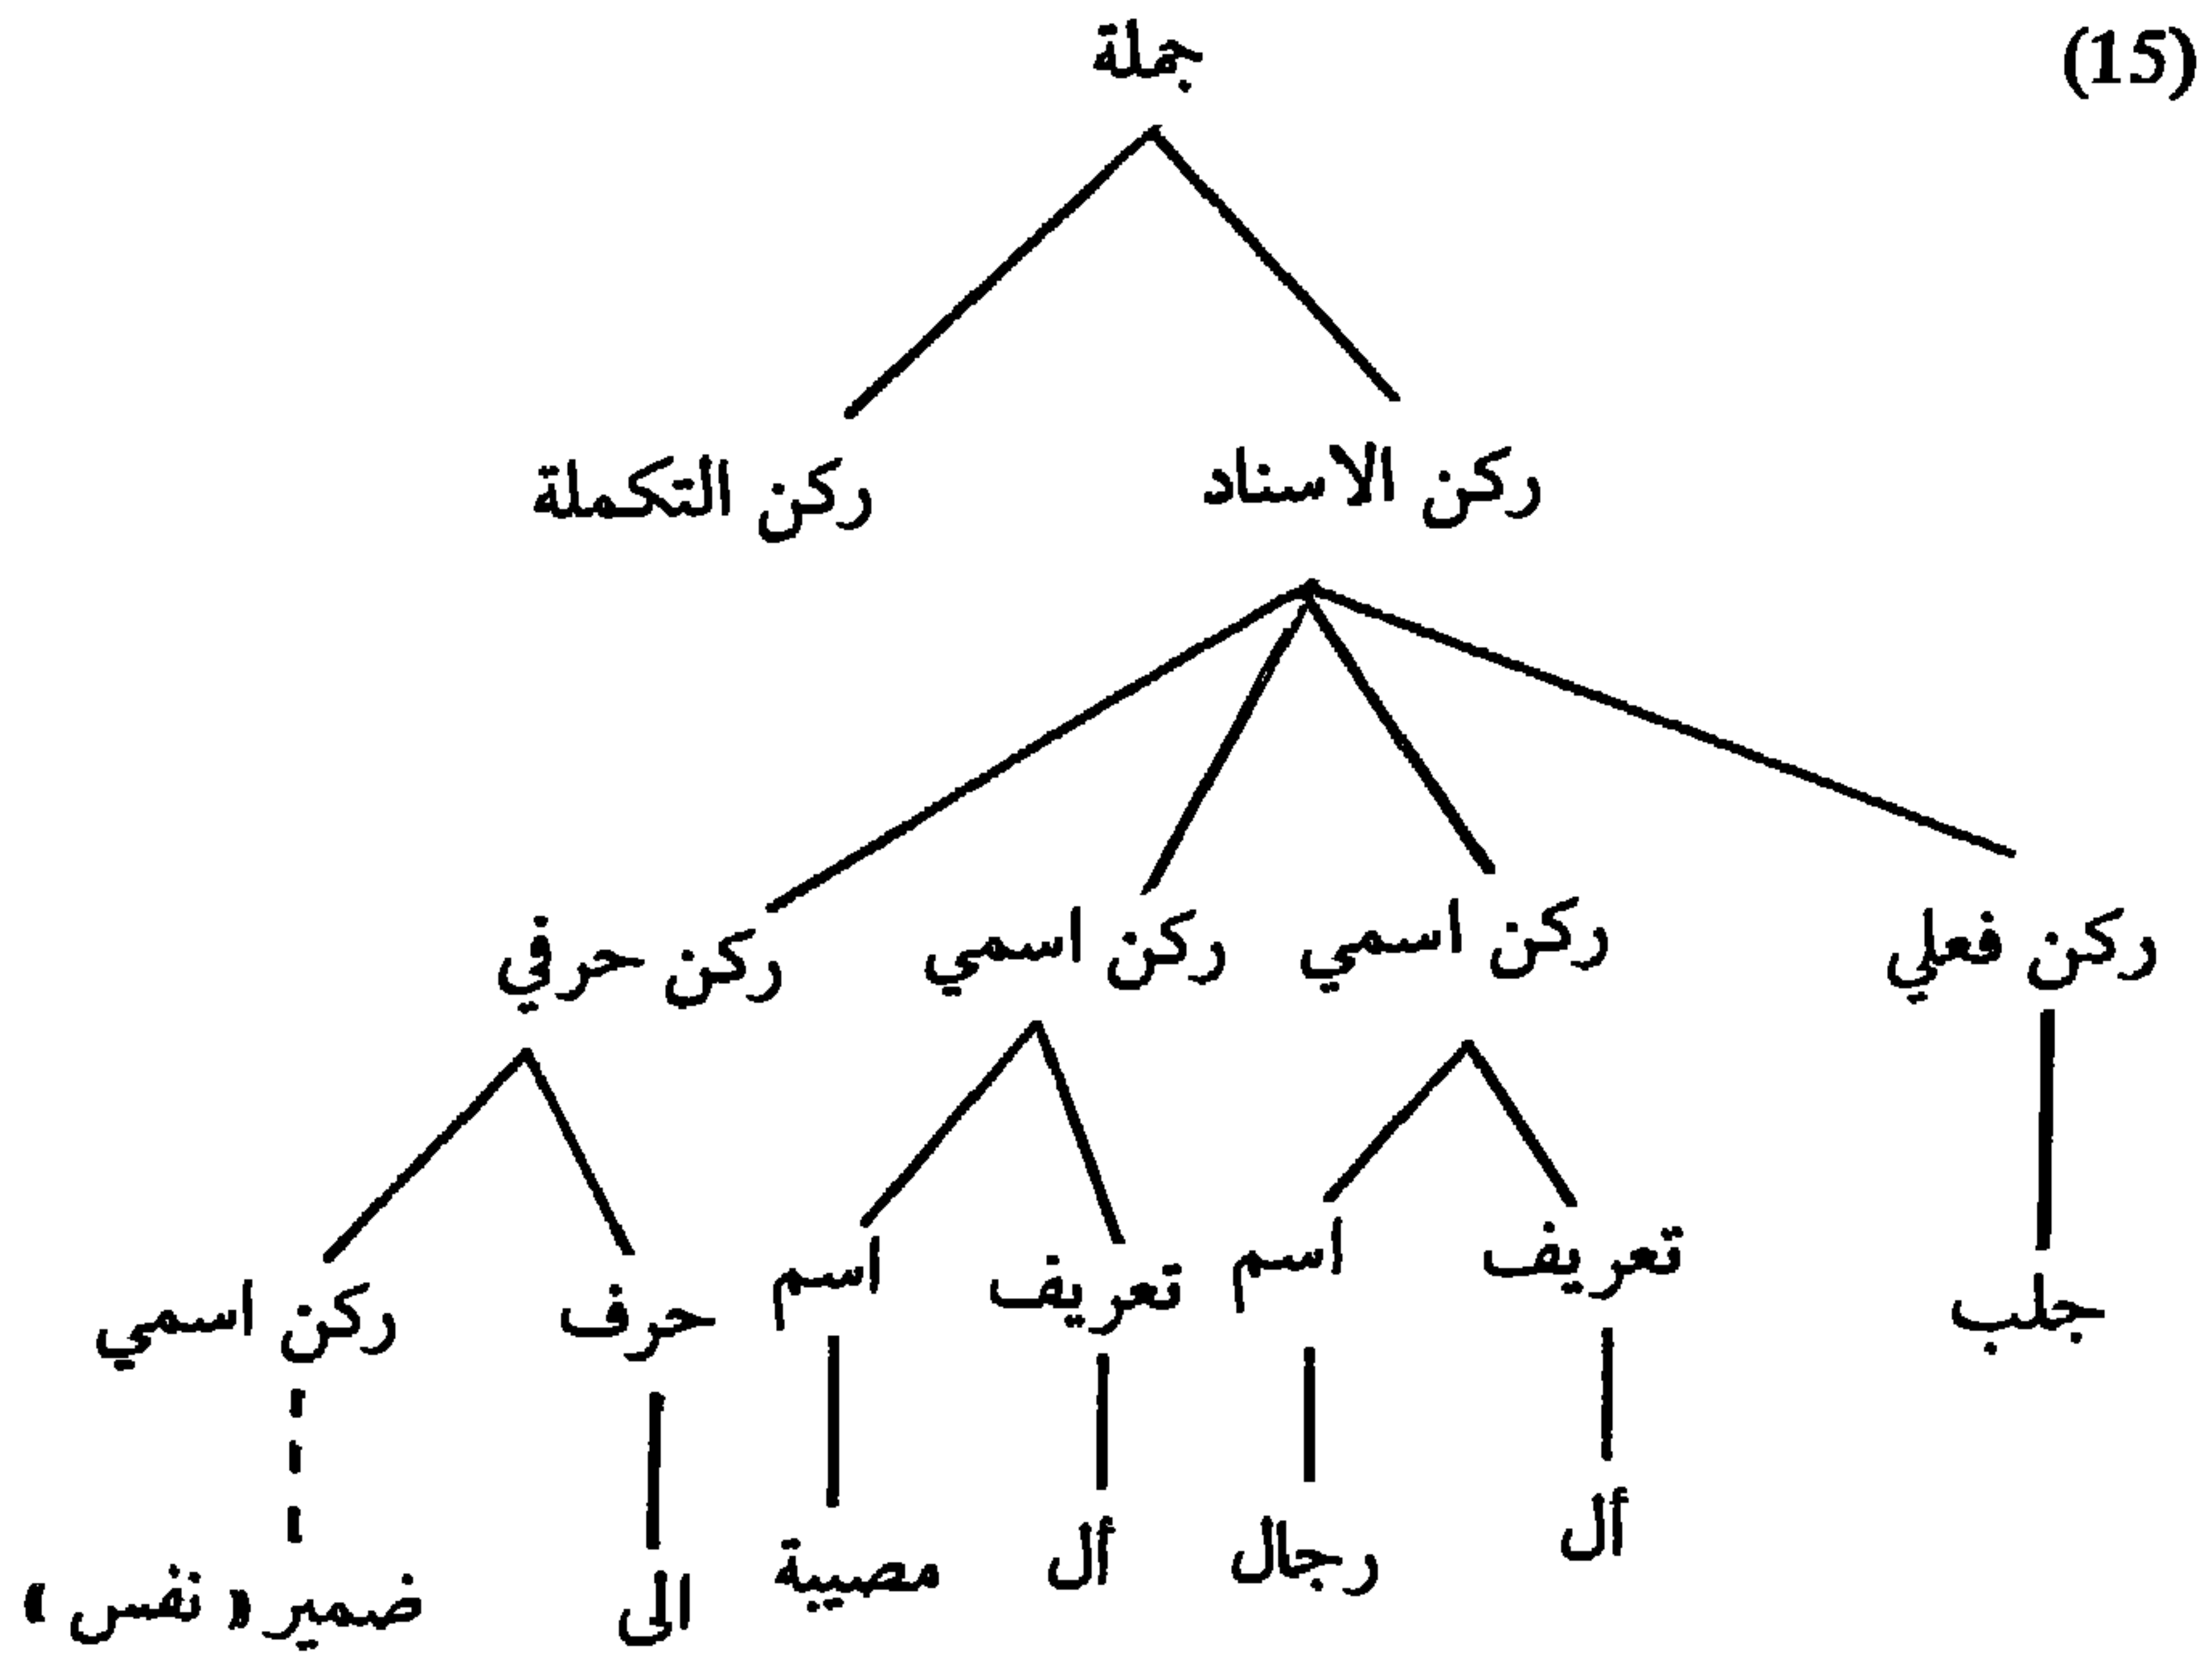 (15) جملة
ركن الاسناد ركن التكملة
ركن فعلي ركن اسمي ركن اسمي ركن حرفي
تعريف اسم تعريف اسم حرف ركن اسمي
جلب
أل رجال أل مصيبة الى ضمير « نفس »